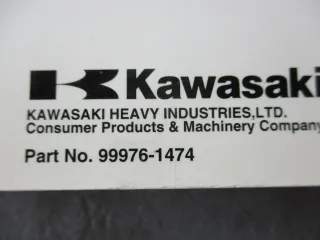 Kawasaki
KAWASAKI HEAVY INDUSTRIES,LTD.
Consumer Products & Machinery Company
Part No. 99976-1474